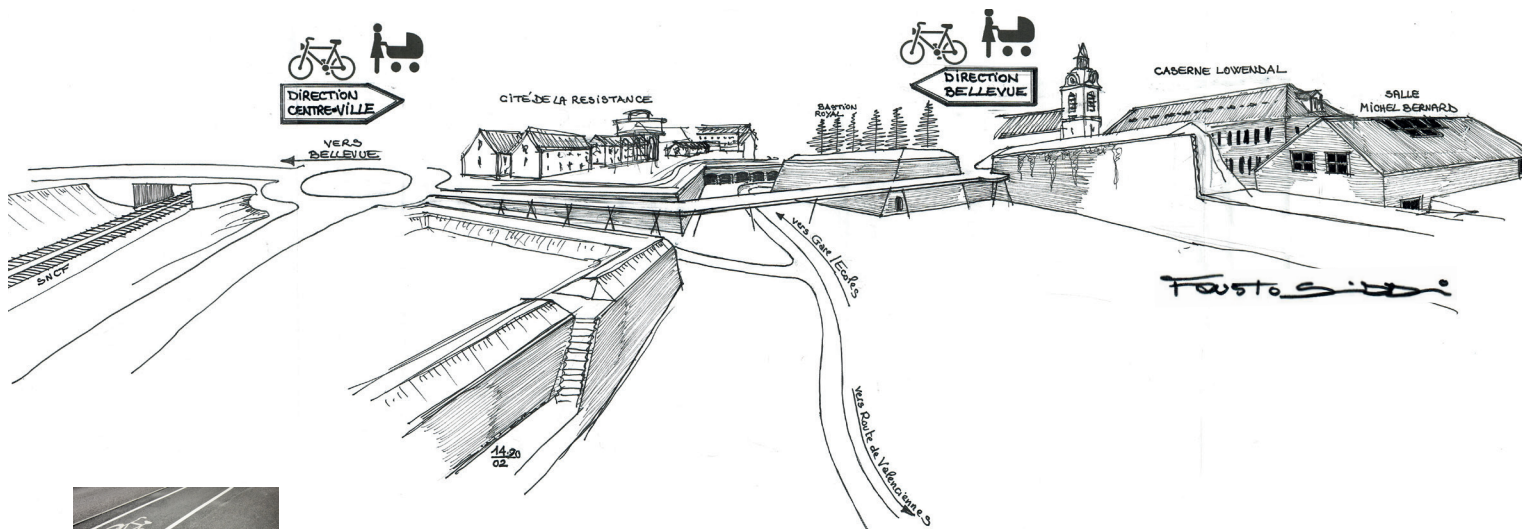 DIRECTION
CENTRE-VILLE
VERS
BELLEVUE
CITÉ DE LA RESISTANCE
BASTION
ROYAL
DIRECTION
BELLEVUE
CASERNE LOWENDAL
SALLE
MICHEL BERNARD
SNCF
vers Gare/Ecoles
Fausto Siddi
14.20
02
vers Route de Valenciennes